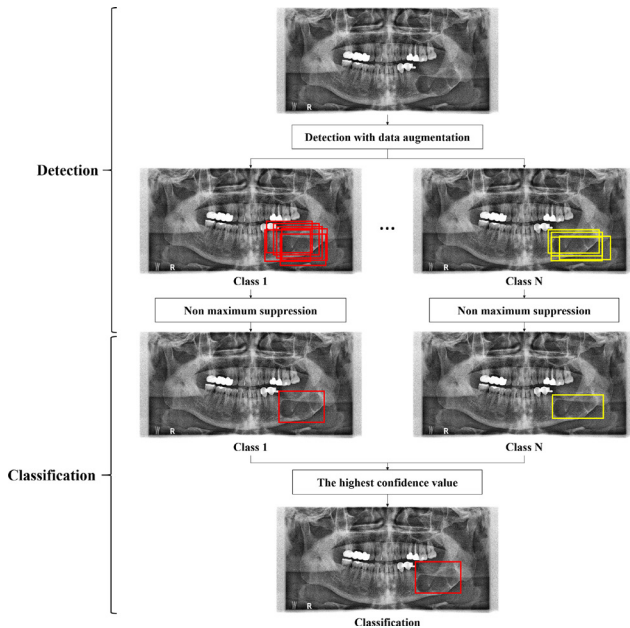 R
Detection with data augmentation
Detection
...
R
R
Class 1
Class N
Non maximum suppression
Non maximum suppression
R
R
Class 1
Class N
Classification
The highest confidence value
R
Classification